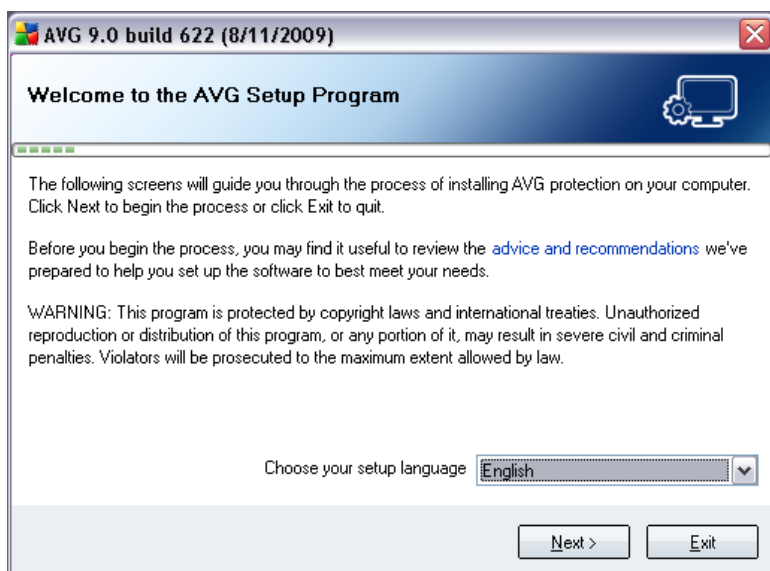 AVG 9.0 build 622 (8/11/2009)
Welcome to the AVG Setup Program
The following screens will guide you through the process of installing AVG protection on your computer.
Click Next to begin the process or click Exit to quit.
Before you begin the process, you may find it useful to review the advice and recommendations we've
prepared to help you set up the software to best meet your needs.
WARNING: This program is protected by copyright laws and international treaties. Unauthorized
reproduction or distribution of this program, or any portion of it, may result in severe civil and criminal
penalties. Violators will be prosecuted to the maximum extent allowed by law.
Choose your setup language English
Next > Exit